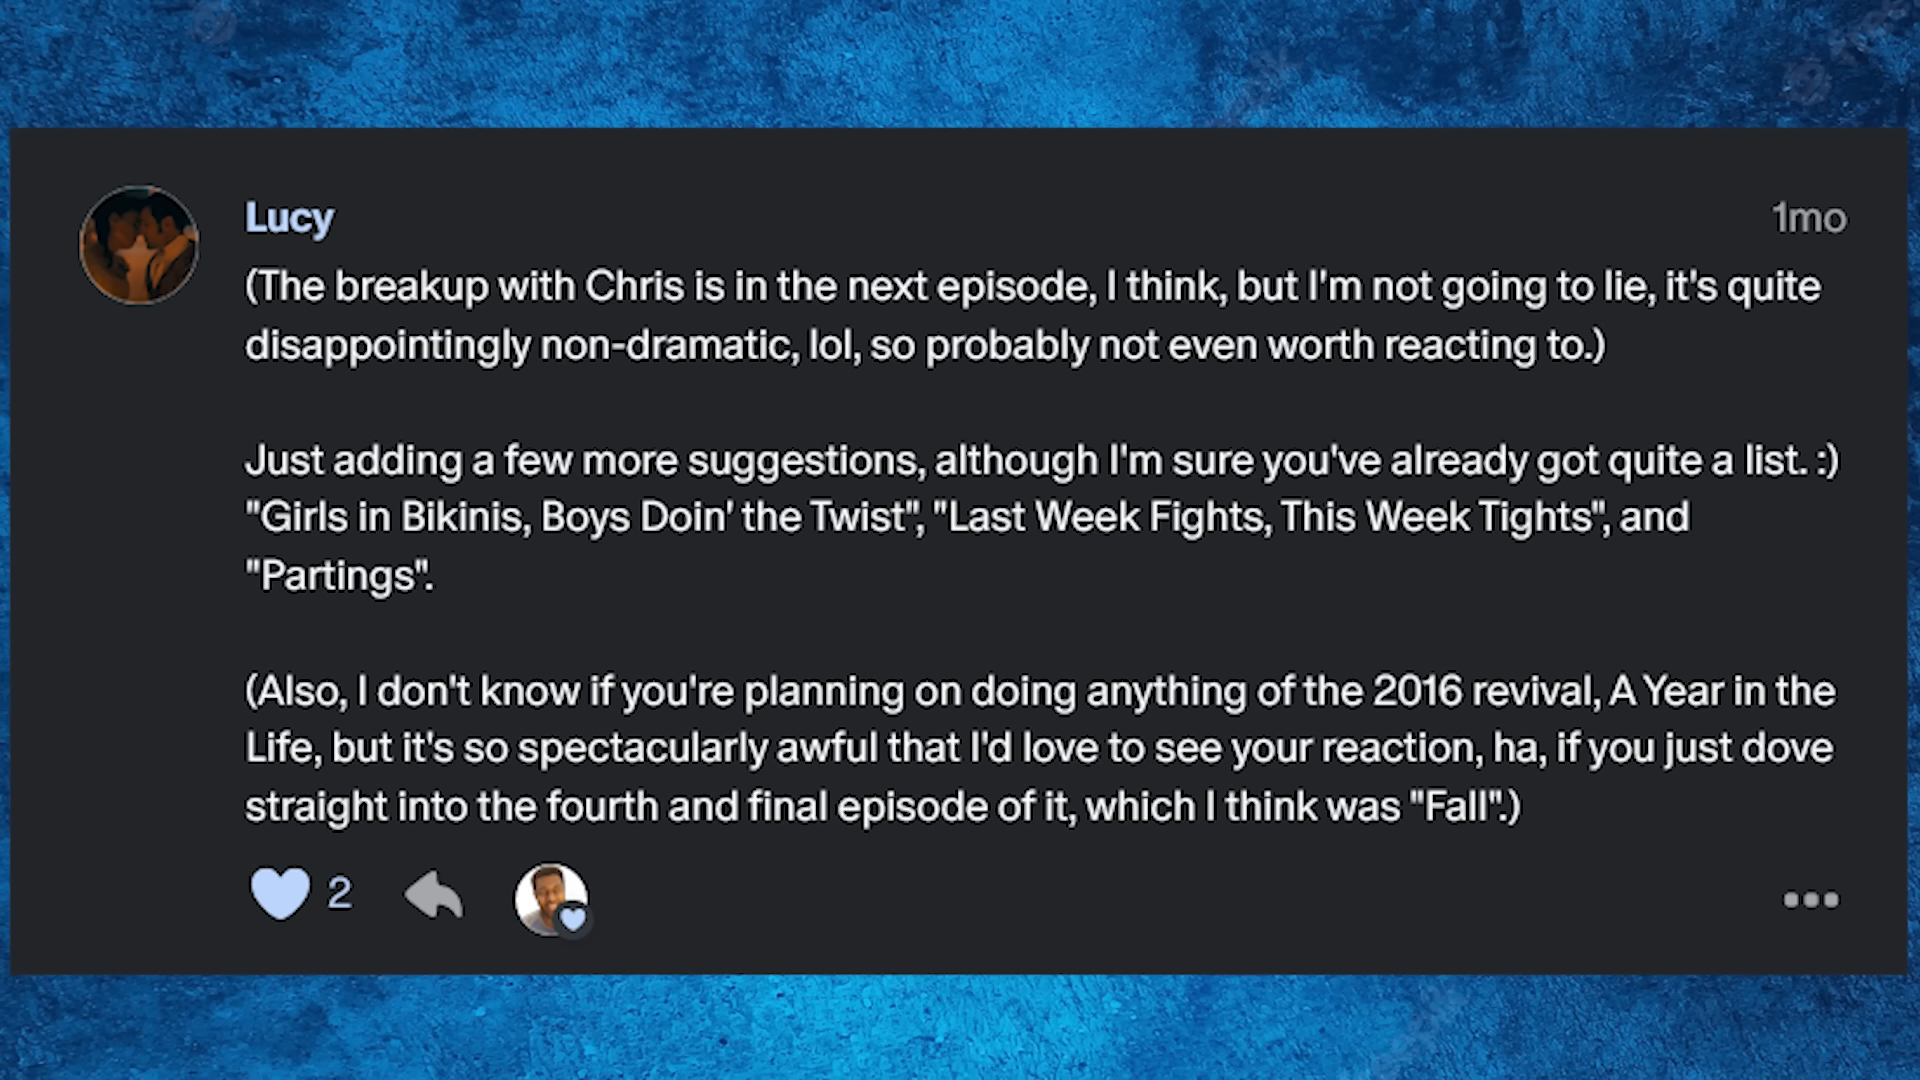 Lucy
1mo
(The breakup with Chris is in the next episode, I think, but I'm not going to lie, it's quite
disappointingly non-dramatic, lol, so probably not even worth reacting to.)
Just adding a few more suggestions, although I'm sure you've already got quite a list. :)
"Girls in Bikinis, Boys Doin' the Twist", "Last Week Fights, This Week Tights", and
"Partings".
(Also, I don't know if you're planning on doing anything of the 2016 revival, A Year in the
Life, but it's so spectacularly awful that I'd love to see your reaction, ha, if you just dove
straight into the fourth and final episode of it, which I think was "Fall".)
2